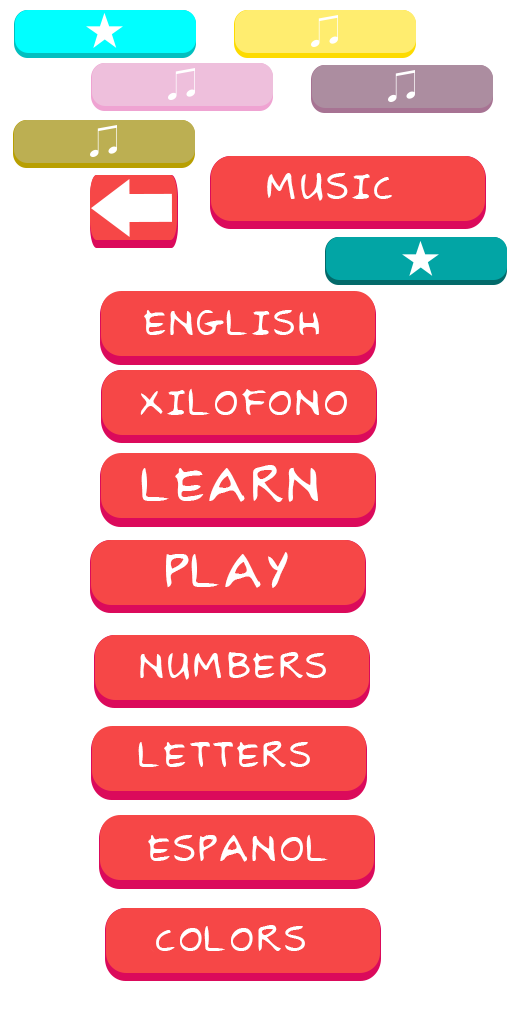 MUSIC
ENGLISH
XILOFONO
LEARN
PLAY
NUMBERS
LETTERS
ESPANOL
COLORS